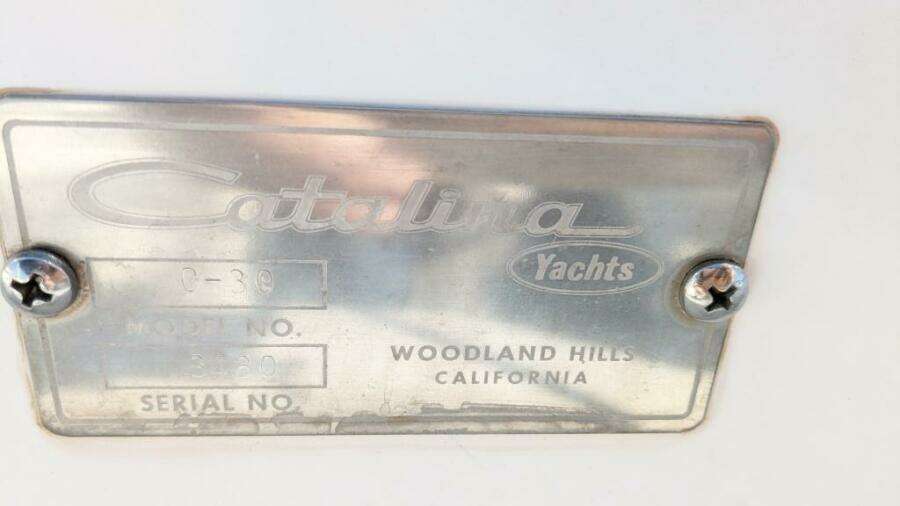 Catalina
Yachts
C-30
MODEL NO.
SERIAL NO.
WOODLAND HILLS
CALIFORNIA